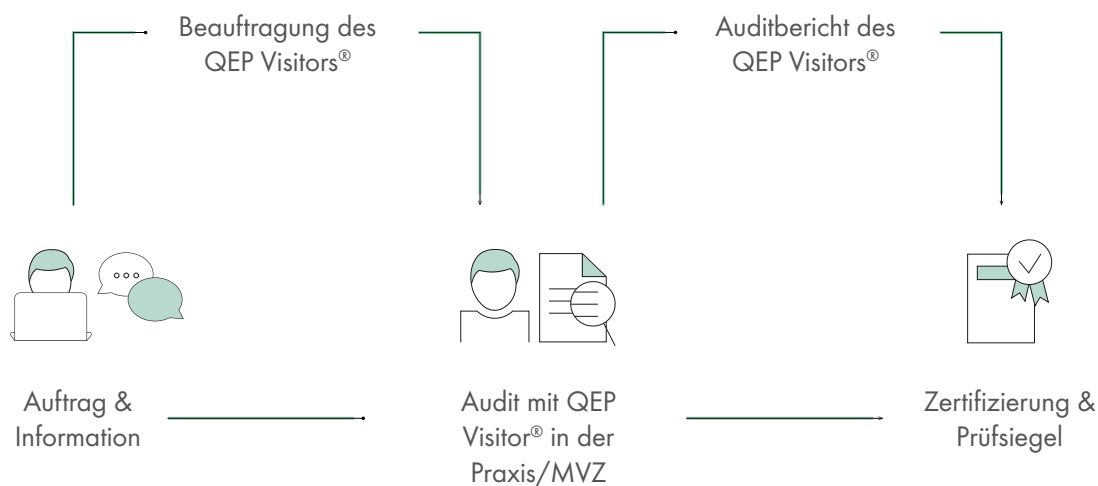 Beauftragung des
QEP Visitors®
Auditbericht des
QEP Visitors®
Auftrag &
Information
Audit mit QEP
Visitor® in der
Praxis/MVZ
Zertifizierung &
Prüfsiegel